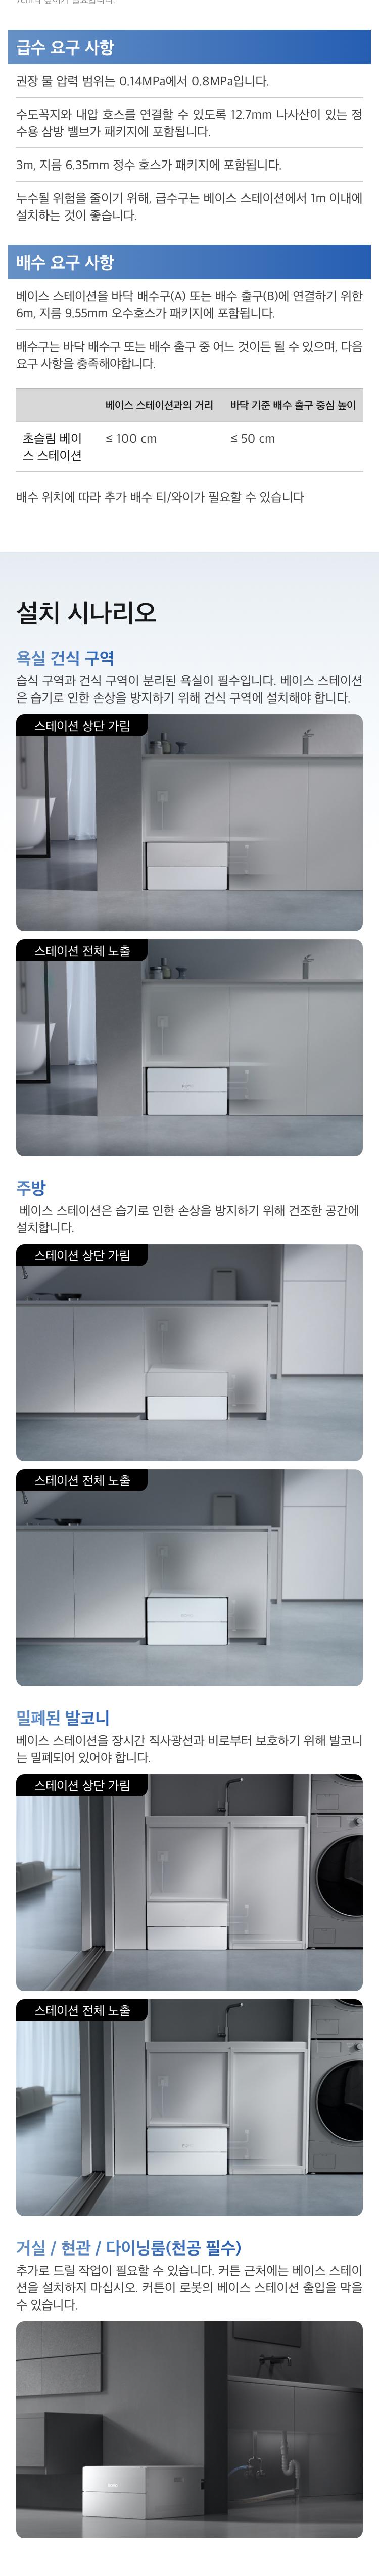 급수 요구 사항
권장 물 압력 범위는 0.14MPa에서 0.8MPa입니다.
수도꼭지와 내압 호스를 연결할 수 있도록 12.7mm 나사산이 있는 정
수용 삼방 밸브가 패키지에 포함됩니다.
3m, 지름 6.35mm 정수 호스가 패키지에 포함됩니다.
누수될 위험을 줄이기 위해, 급수구는 베이스 스테이션에서 1m 이내에
설치하는 것이 좋습니다.
배수 요구 사항
베이스 스테이션을 바닥 배수구(A) 또는 배수 출구(B)에 연결하기 위한
6m, 지름 9.55mm 오수호스가 패키지에 포함됩니다.
배수구는 바닥 배수구 또는 배수 출구 중 어느 것이든 될 수 있으며, 다음
요구 사항을 충족해야합니다.
베이스 스테이션과의 거리 바닥 기준 배수 출구 중심 높이
초슬림 베이 ≤ 100 cm ≤ 50 cm
스 스테이션
배수 위치에 따라 추가 배수 티/와이가 필요할 수 있습니다
설치 시나리오
욕실 건식 구역
습식 구역과 건식 구역이 분리된 욕실이 필수입니다. 베이스 스테이션
은 습기로 인한 손상을 방지하기 위해 건식 구역에 설치해야 합니다.
스테이션 상단 가림
스테이션 전체 노출
주방
베이스 스테이션은 습기로 인한 손상을 방지하기 위해 건조한 공간에
설치합니다.
스테이션 상단 가림
스테이션 전체 노출
밀폐된 발코니
베이스 스테이션을 장시간 직사광선과 비로부터 보호하기 위해 발코니
는 밀폐되어 있어야 합니다.
스테이션 상단 가림
스테이션 전체 노출
거실 / 현관 / 다이닝룸(천공 필수)
추가로 드릴 작업이 필요할 수 있습니다. 커튼 근처에는 베이스 스테이
션을 설치하지 마십시오. 커튼이 로봇의 베이스 스테이션 출입을 막을
수 있습니다.